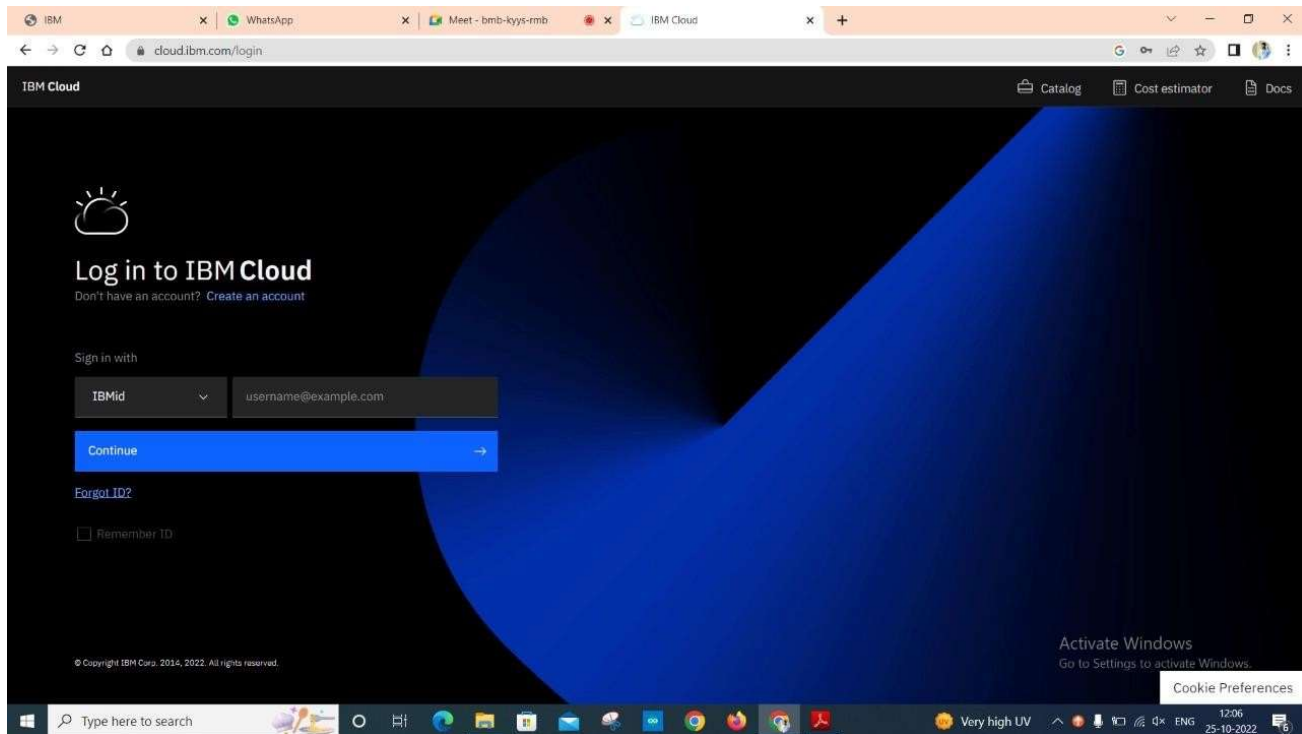 IBM
WhatsApp
Meet - bmb-kyys-rmb
IBM Cloud
cloud.ibm.com/login
IBM Cloud
Catalog
Cost estimator
Docs
Log in to IBM Cloud
Don't have an account? Create an account
Sign in with
IBMid
username@example.com
Continue
Forgot ID?
Remember ID
Activate Windows
Go to Settings to activate Windows.
© Copyright IBM Corp. 2014, 2022. All rights reserved.
Cookie Preferences
Type here to search
Very high UV
ENG
12:06
25-10-2022
6